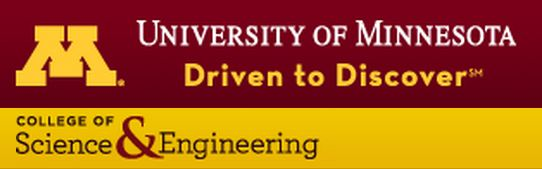 M
UNIVERSITY OF MINNESOTA
Driven to Discover℠
COLLEGE OF
Science & Engineering